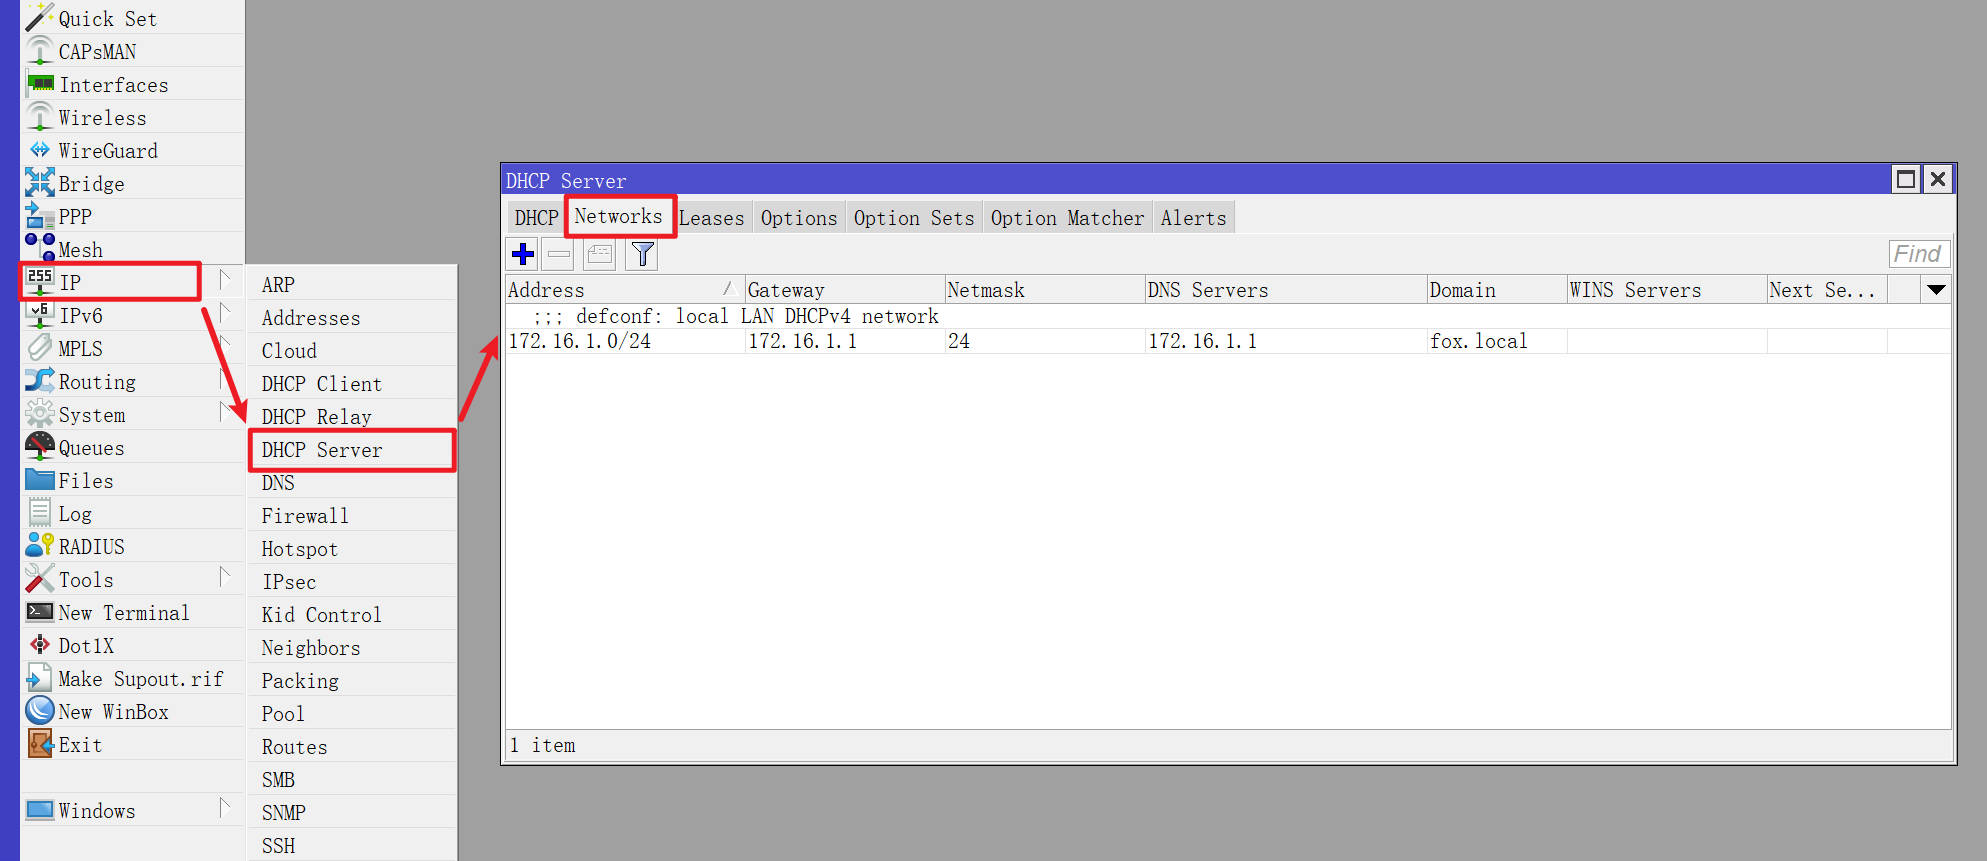 Quick Set
CAPsMAN
Interfaces
Wireless
WireGuard
Bridge
PPP
Mesh
255 IP
v6 IPv6
MPLS
Routing
System
Queues
Files
Log
RADIUS
Tools
New Terminal
Dot1X
Make Supout.rif
New WinBox
Exit
Windows
ARP
Addresses
Cloud
DHCP Client
DHCP Relay
DHCP Server
DNS
Firewall
Hotspot
IPsec
Kid Control
Neighbors
Packing
Pool
Routes
SMB
SNMP
SSH
DHCP Server
DHCP Networks Leases Options Option Sets Option Matcher Alerts
Find
Address Gateway Netmask DNS Servers Domain WINS Servers Next Se...
;;; defconf: local LAN DHCPv4 network
172.16.1.0/24 172.16.1.1 24 172.16.1.1 fox.local
1 item